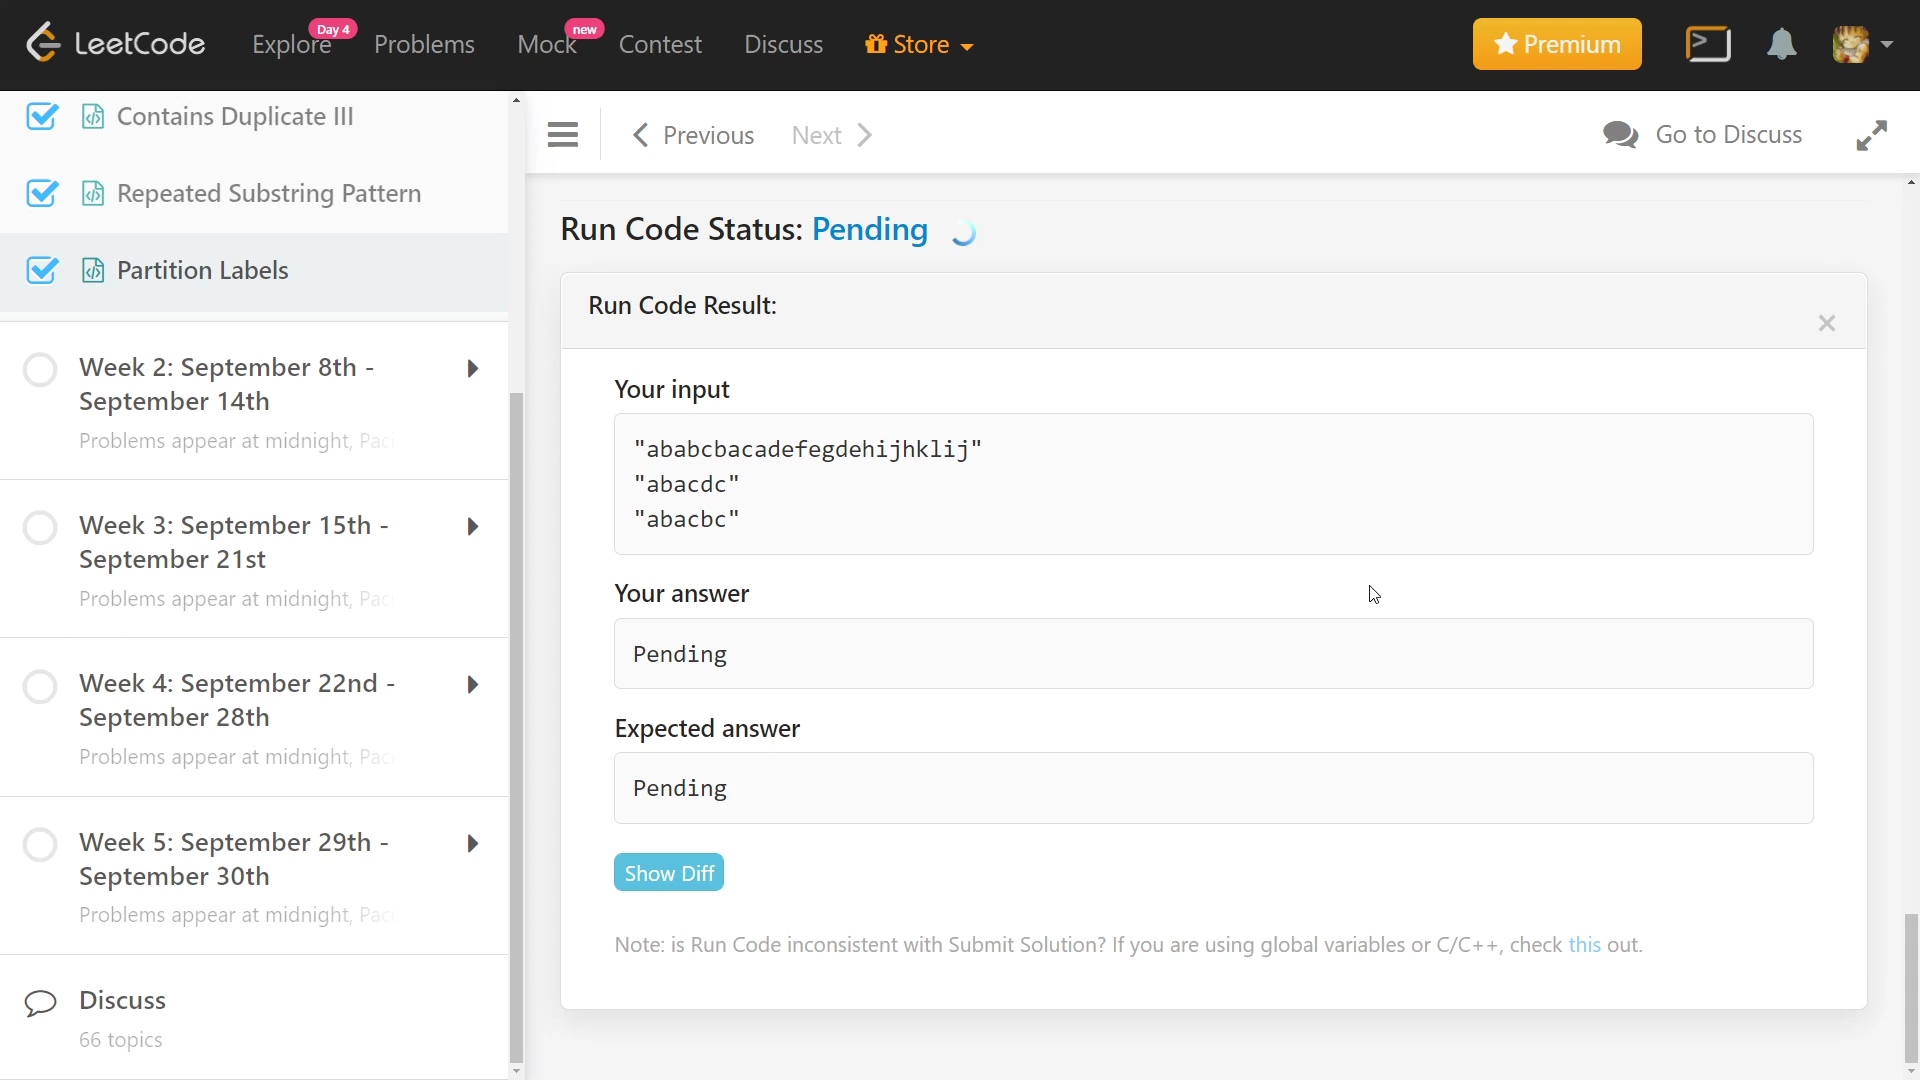 LeetCode
Explore
Day 4
Problems
Mock
new
Contest
Discuss
Store
Premium
Contains Duplicate III
Repeated Substring Pattern
Partition Labels
Week 2: September 8th -
September 14th
Problems appear at midnight, Paci
Week 3: September 15th -
September 21st
Problems appear at midnight, Paci
Week 4: September 22nd -
September 28th
Problems appear at midnight, Paci
Week 5: September 29th -
September 30th
Problems appear at midnight, Paci
Discuss
66 topics
Previous
Next
Go to Discuss
Run Code Status: Pending
Run Code Result:
×
Your input
"ababcbacadefegdehijhklij"
"abacdc"
"abacbc"
Your answer
Pending
Expected answer
Pending
Show Diff
Note: is Run Code inconsistent with Submit Solution? If you are using global variables or C/C++, check this out.